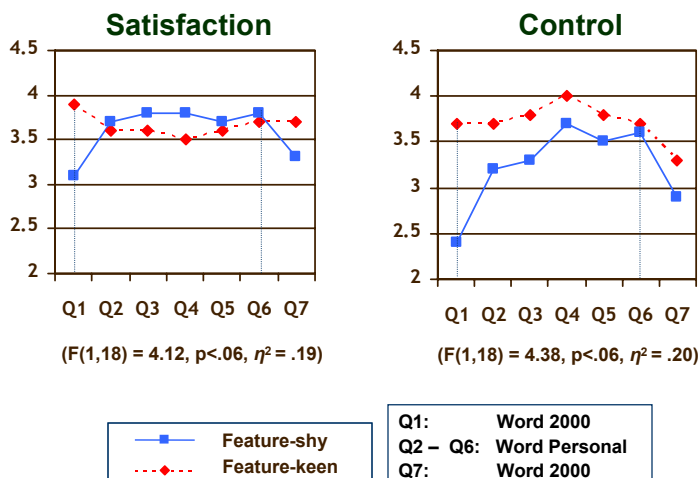 Satisfaction
4.5
4
3.5
3
2.5
2
Q1 Q2 Q3 Q4 Q5 Q6 Q7
(F(1,18) = 4.12, p<.06, η² = .19)
Control
4.5
4
3.5
3
2.5
2
Q1 Q2 Q3 Q4 Q5 Q6 Q7
(F(1,18) = 4.38, p<.06, η² = .20)
Feature-shy
Feature-keen
Q1: Word 2000
Q2 – Q6: Word Personal
Q7: Word 2000